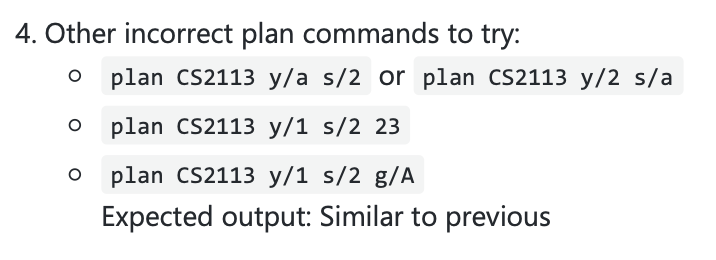 4. Other incorrect plan commands to try:
plan CS2113 y/a s/2 or plan CS2113 y/2 s/a
plan CS2113 y/1 s/2 23
plan CS2113 y/1 s/2 g/A
Expected output: Similar to previous